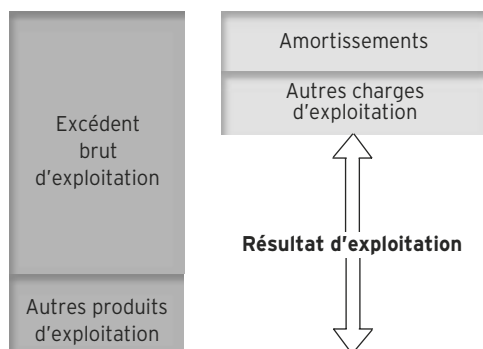 Excédent
brut
d'exploitation
Autres produits
d'exploitation
Amortissements
Autres charges
d'exploitation
Résultat d'exploitation